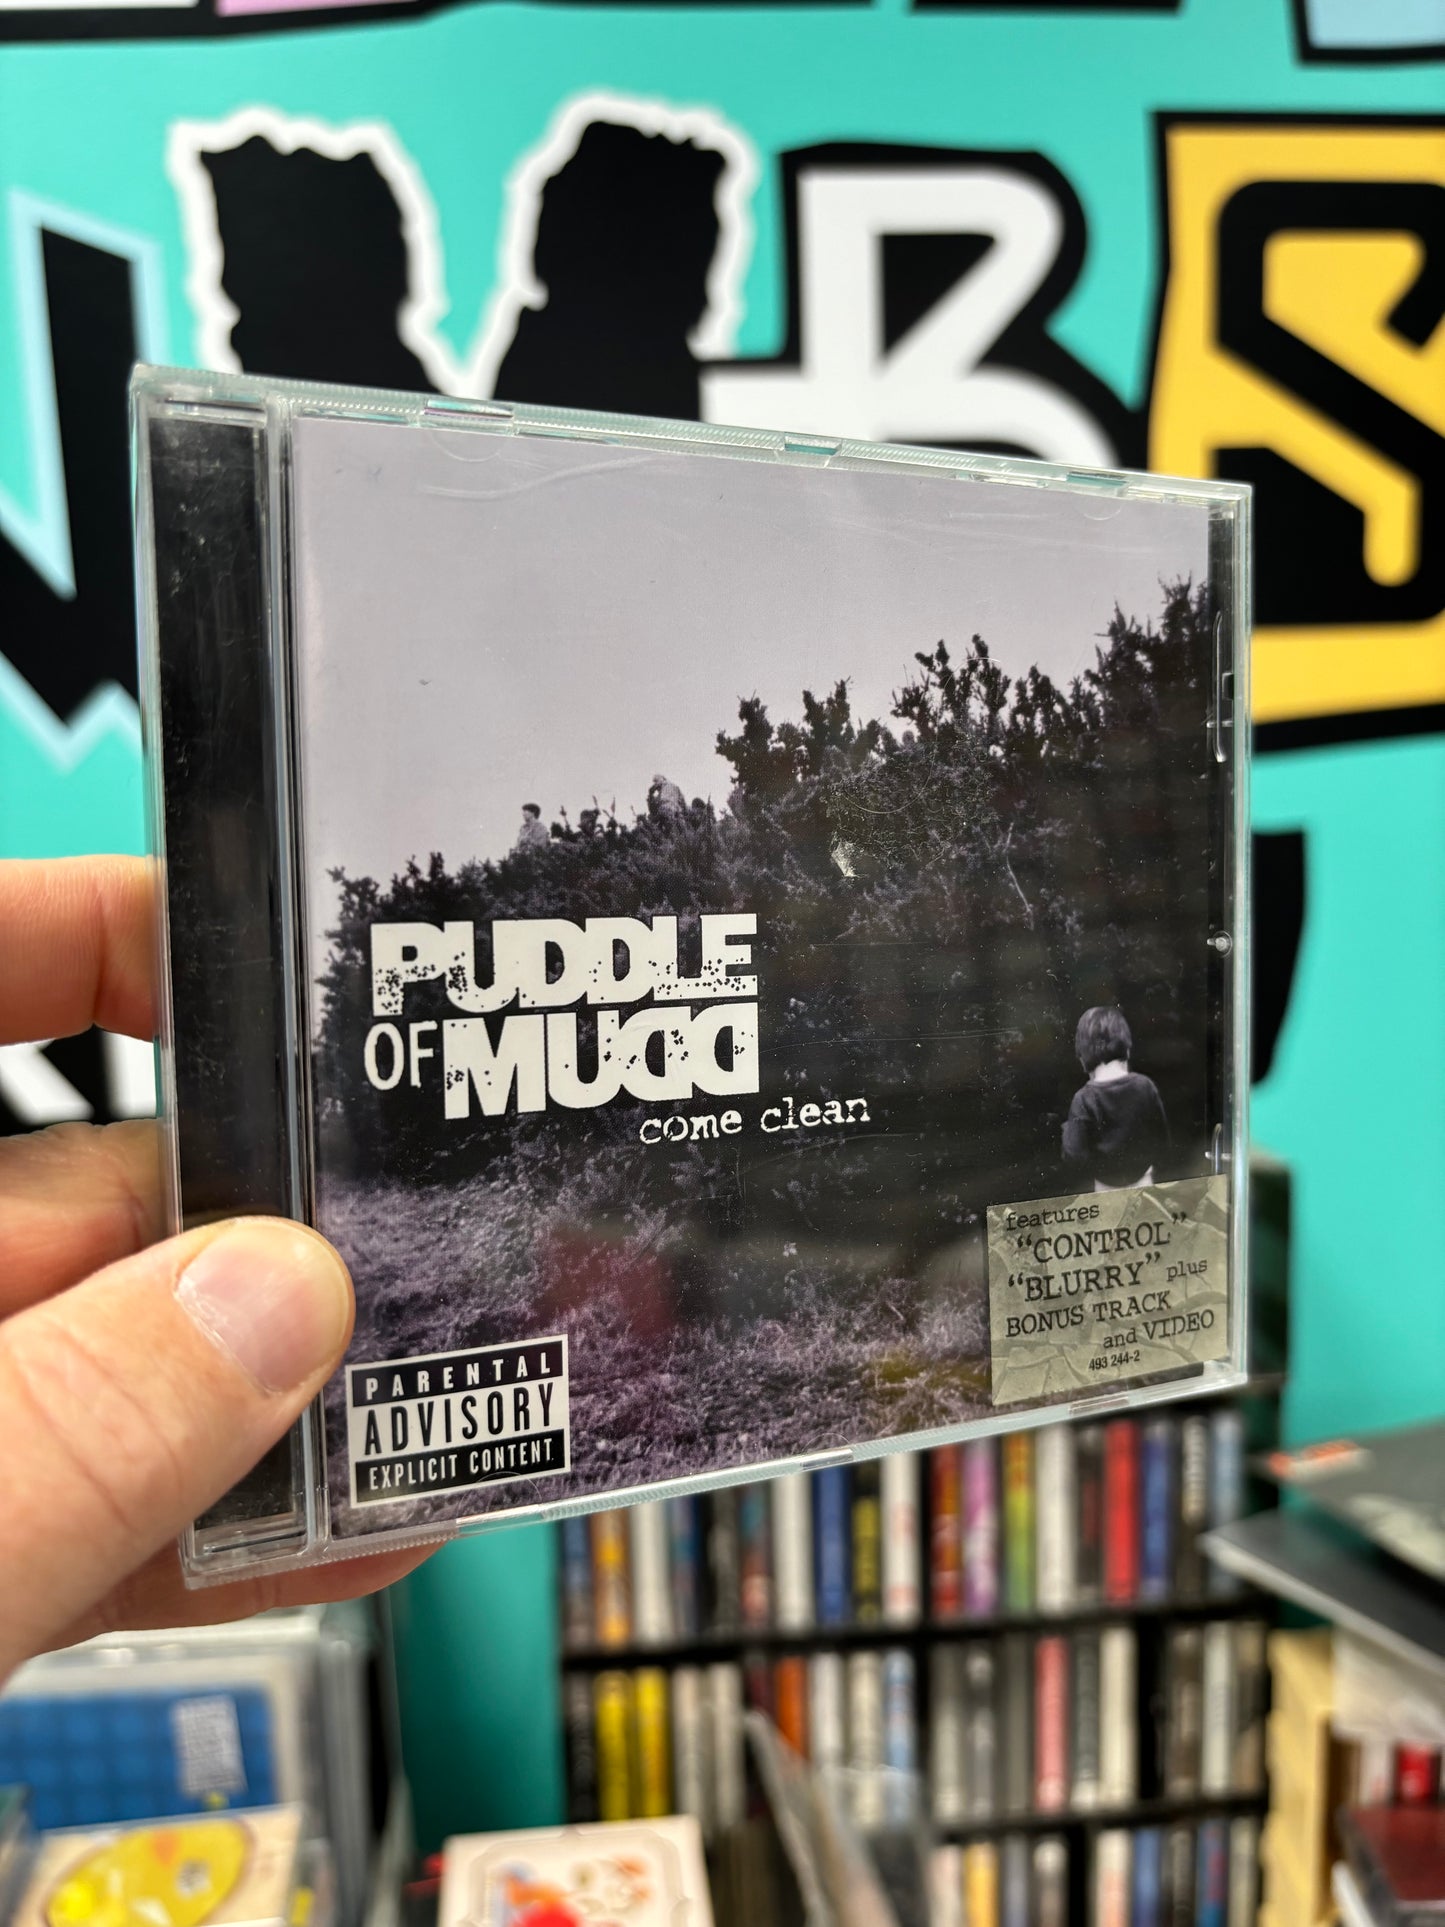 PUDDLE
OF MUDD
come clean
features
“CONTROL”
“BLURRY” plus
BONUS TRACK
and VIDEO
493 244-2
PARENTAL
ADVISORY
EXPLICIT CONTENT